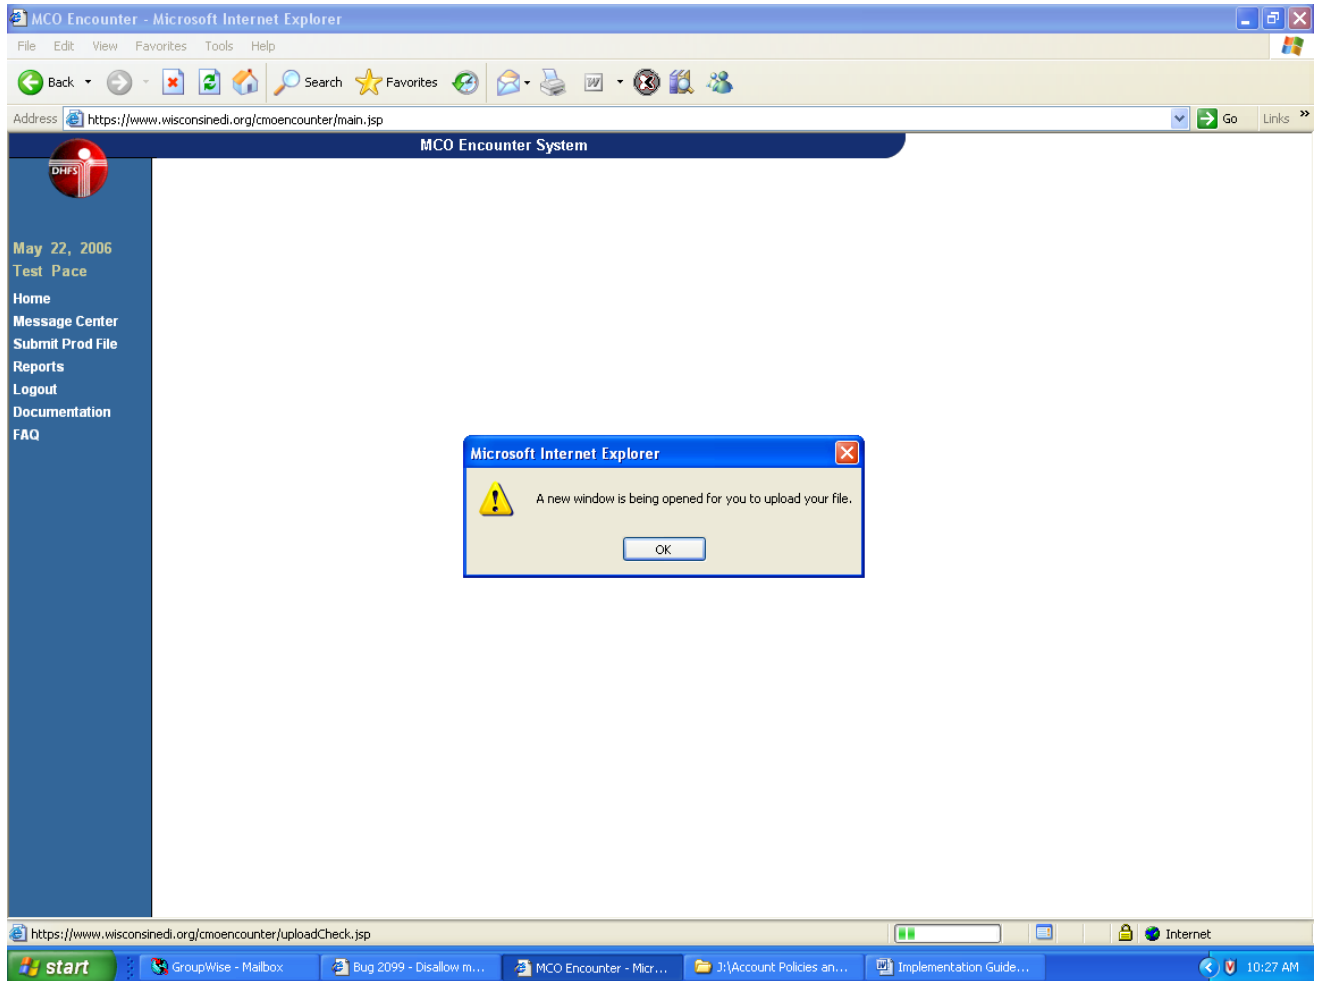 MCO Encounter - Microsoft Internet Explorer
File Edit View Favorites Tools Help
Back Search Favorites
Address https://www.wisconsinedi.org/cmoencounter/main.jsp Go Links »
MCO Encounter System
DHFS
May 22, 2006
Test Pace
Home
Message Center
Submit Prod File
Reports
Logout
Documentation
FAQ
Microsoft Internet Explorer
A new window is being opened for you to upload your file.
OK
https://www.wisconsinedi.org/cmoencounter/uploadCheck.jsp Internet
start GroupWise - Mailbox Bug 2099 - Disallow m... MCO Encounter - Micr... J:\Account Policies an... Implementation Guide... 10:27 AM